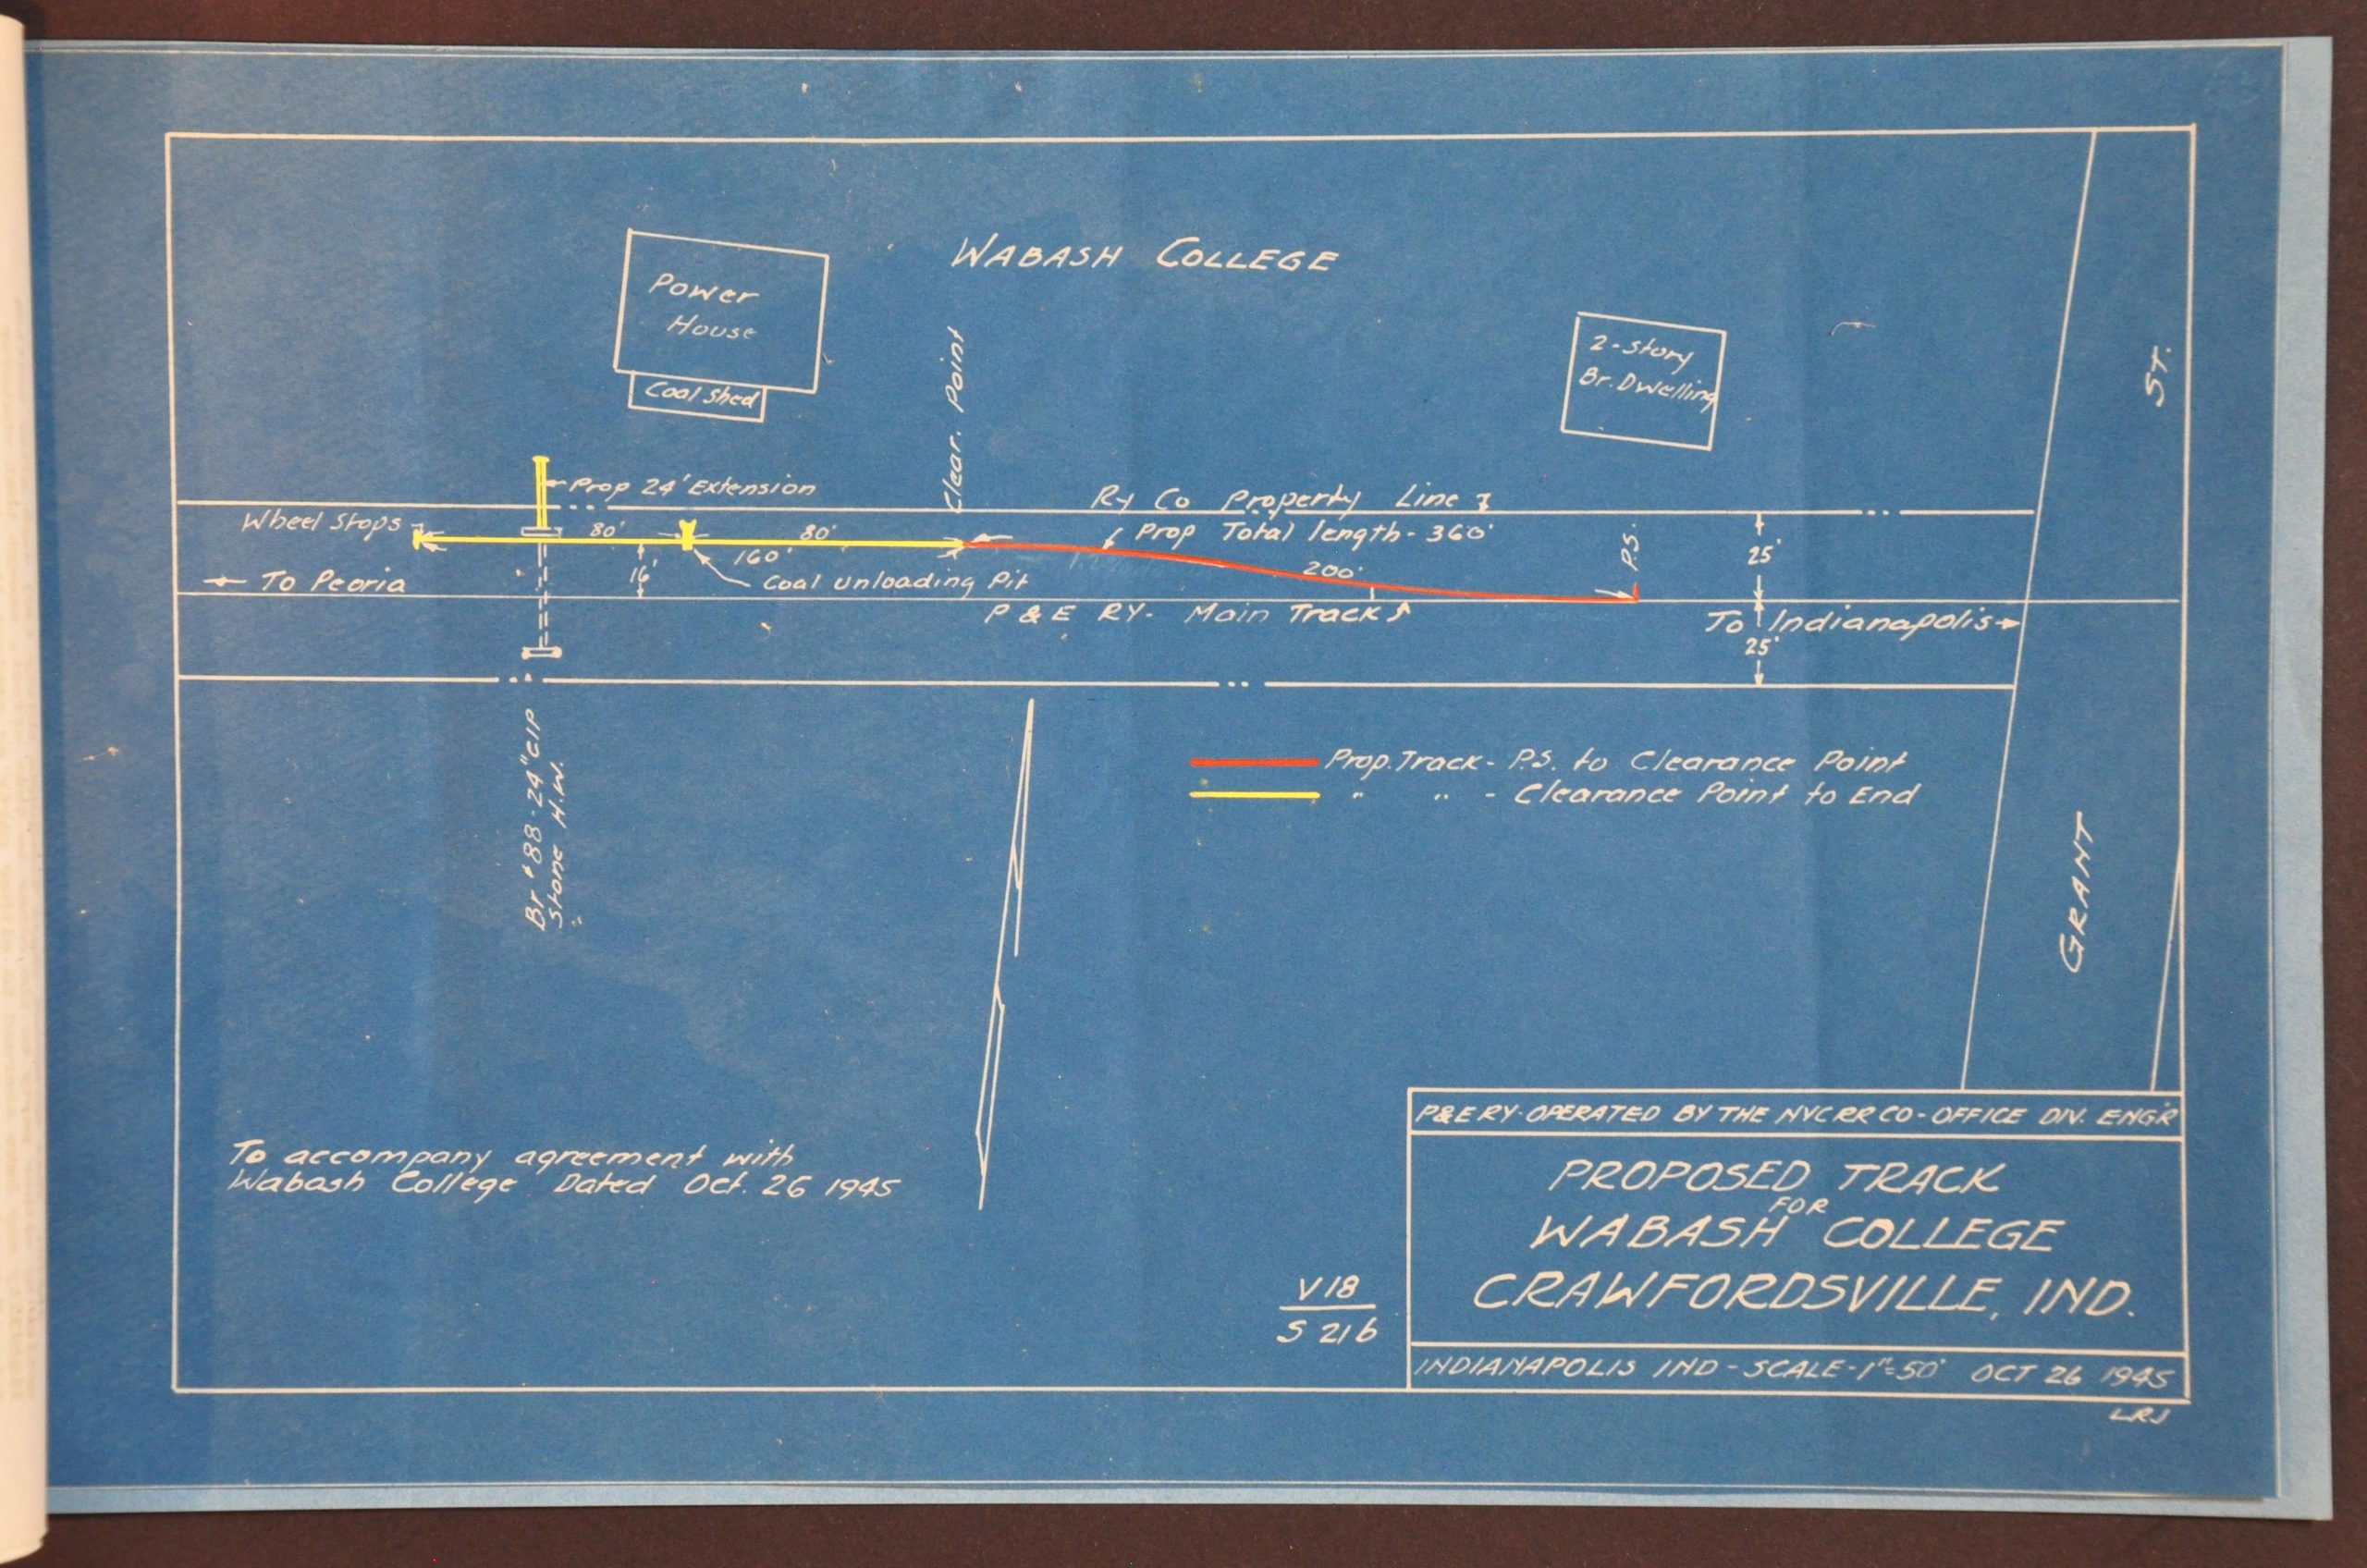 WABASH COLLEGE
Power
House
Coal Shed
Clear. Point
2-story
Br. Dwelling
ST.
GRANT
Prop 24' Extension
Ry Co Property Line
Wheel Stops
80'
80'
160'
Prop Total length - 360'
200'
P.S.
25'
16'
Coal Unloading Pit
← To Peoria
P & E RY. Main Track
To Indianapolis →
25'
Br #88-24" CIP
Stone H.W.
Prop. Track - P.S. to Clearance Point
" " - Clearance Point to End
To accompany agreement with
Wabash College Dated Oct. 26 1945
V18
S 216
P&E RY - OPERATED BY THE NYC RR CO - OFFICE DIV. ENG'R
PROPOSED TRACK
FOR
WABASH COLLEGE
CRAWFORDSVILLE, IND.
INDIANAPOLIS IND - SCALE - 1"=50' OCT 26 1945
LRJ